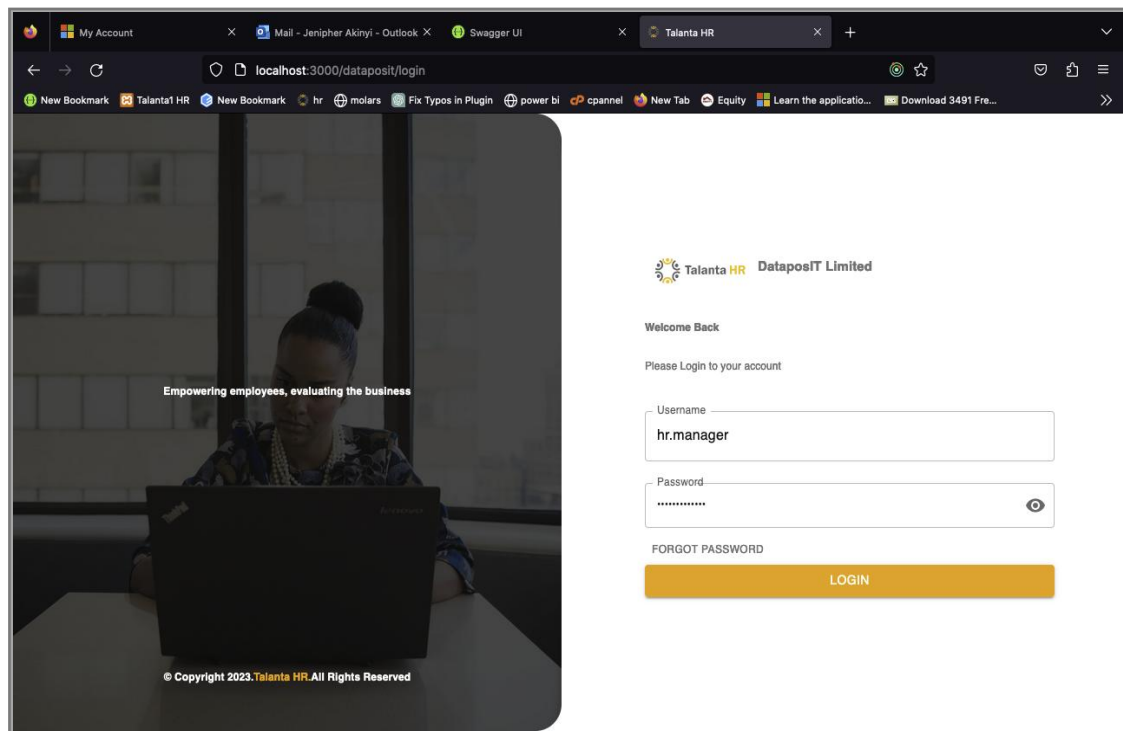 My Account
Mail - Jenipher Akinyi - Outlook
Swagger UI
Talanta HR
localhost:3000/dataposit/login
New Bookmark
Talanta1 HR
New Bookmark
hr
molars
Fix Typos in Plugin
power bi
cP cpannel
New Tab
Equity
Learn the applicatio...
Download 3491 Fre...
Talanta HR
DataposIT Limited
Welcome Back
Please Login to your account
Username
hr.manager
Password
FORGOT PASSWORD
LOGIN
Empowering employees, evaluating the business
ThinkPad
lenovo
© Copyright 2023.Talanta HR.All Rights Reserved